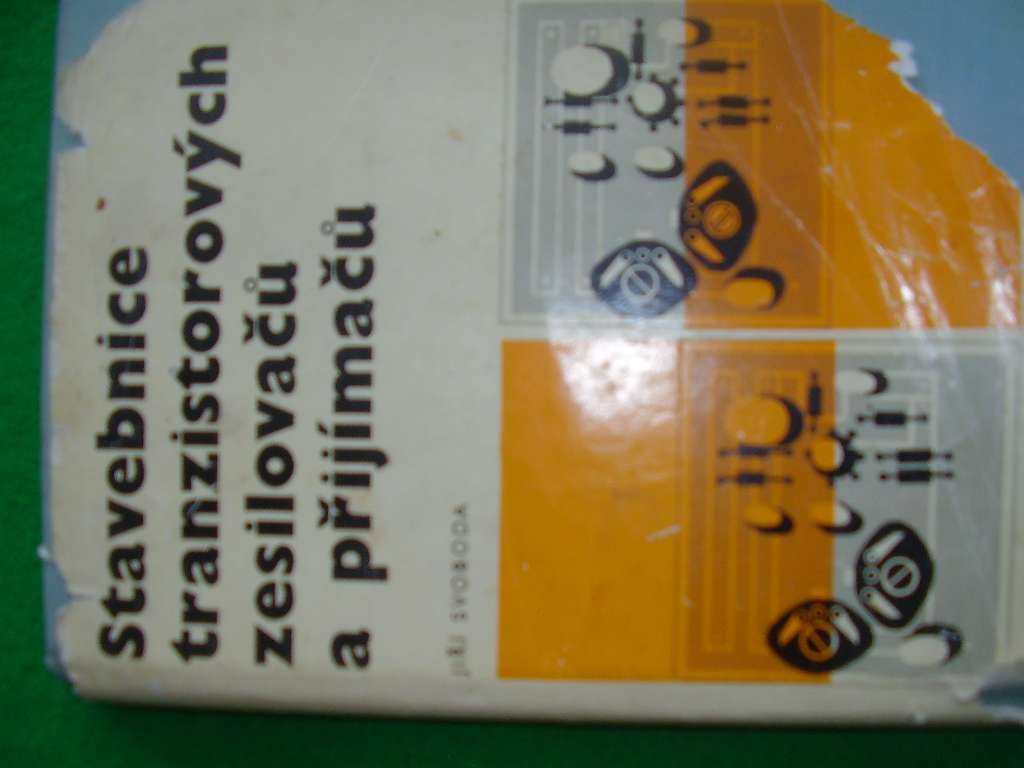 Stavebnice
tranzistorových
zesilovačů
a přijímačů
JIŘÍ SVOBODA